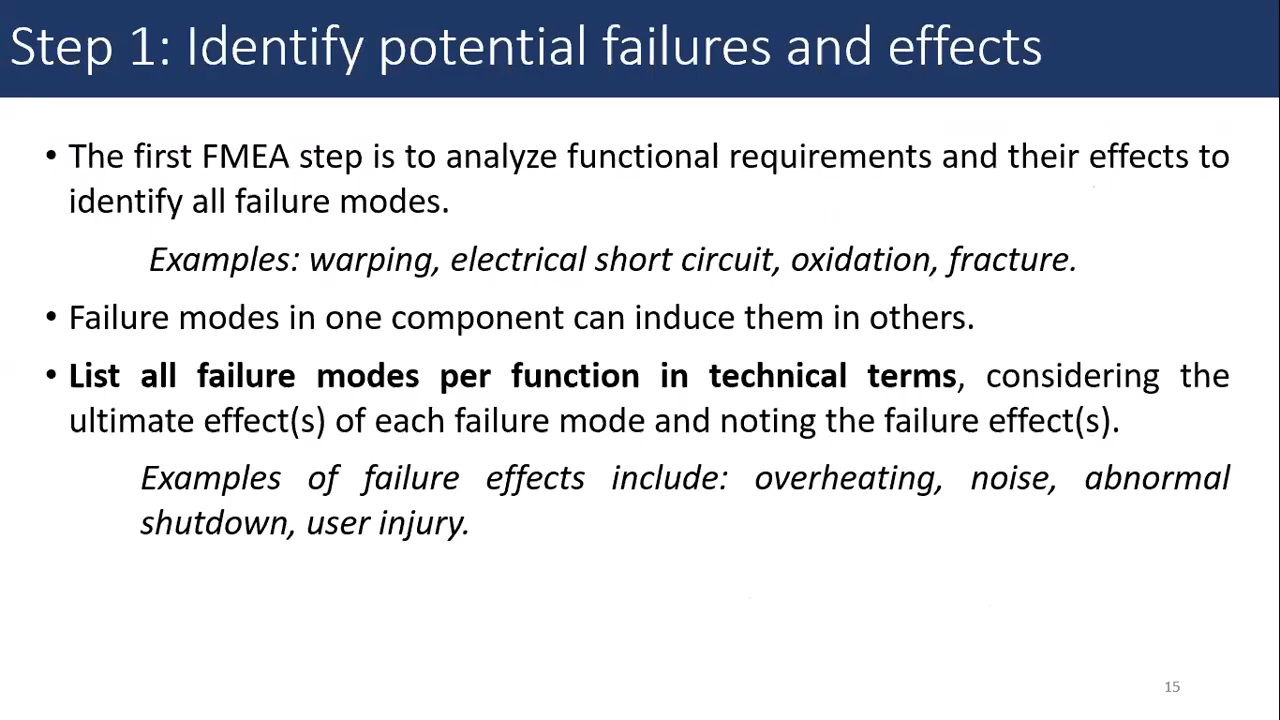 Step 1: Identify potential failures and effects
• The first FMEA step is to analyze functional requirements and their effects to
identify all failure modes.
Examples: warping, electrical short circuit, oxidation, fracture.
• Failure modes in one component can induce them in others.
• List all failure modes per function in technical terms, considering the
ultimate effect(s) of each failure mode and noting the failure effect(s).
Examples of failure effects include: overheating, noise, abnormal
shutdown, user injury.
15